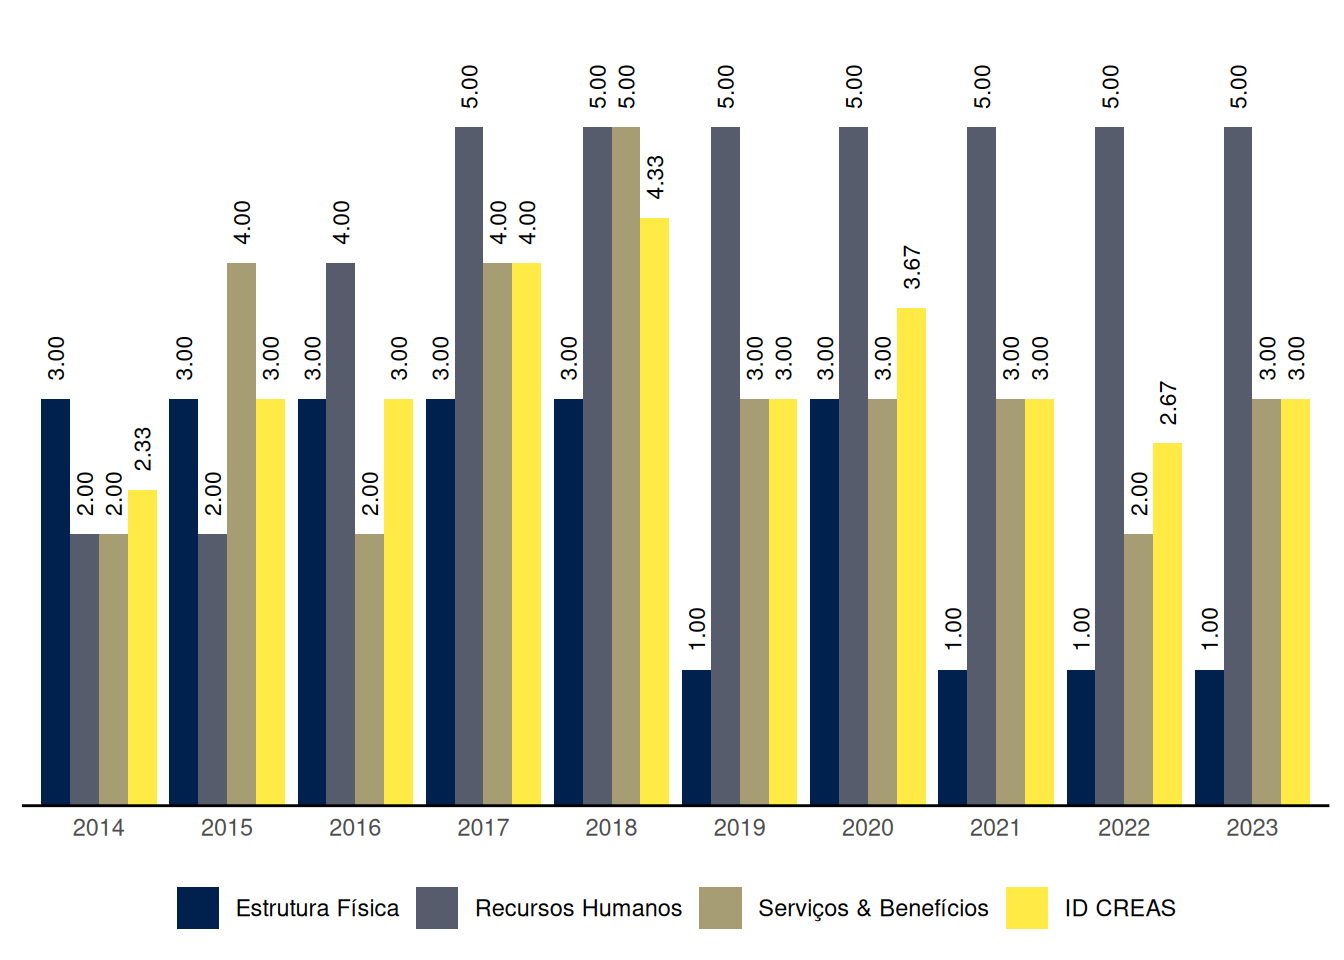 5.00 5.00 5.00 5.00 5.00 5.00 5.00 5.00
4.33
4.00 4.00 4.00 4.00
3.67
3.00 3.00 3.00 3.00 3.00 3.00 3.00 3.00 3.00 3.00 3.00 3.00 3.00 3.00 3.00
2.67
2.33
2.00 2.00 2.00 2.00 2.00
1.00 1.00 1.00 1.00
2014 2015 2016 2017 2018 2019 2020 2021 2022 2023
Estrutura Física Recursos Humanos Serviços & Benefícios ID CREAS